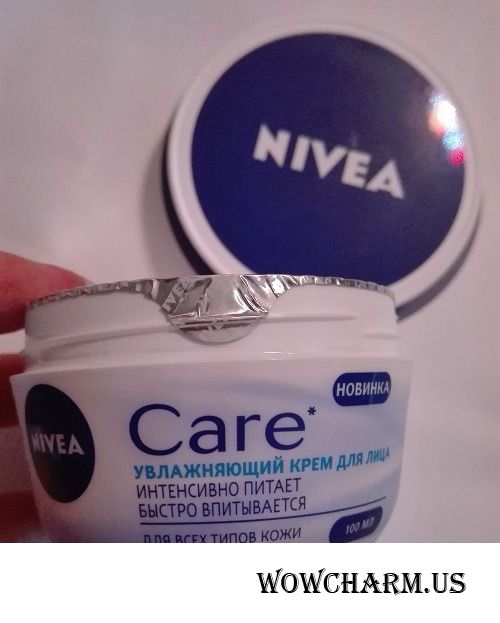 NIVEA
НОВИНКА
NIVEA
Care*
УВЛАЖНЯЮЩИЙ КРЕМ ДЛЯ ЛИЦА
ИНТЕНСИВНО ПИТАЕТ
БЫСТРО ВПИТЫВАЕТСЯ
ДЛЯ ВСЕХ ТИПОВ КОЖИ
100 МЛ
WOWCHARM.US